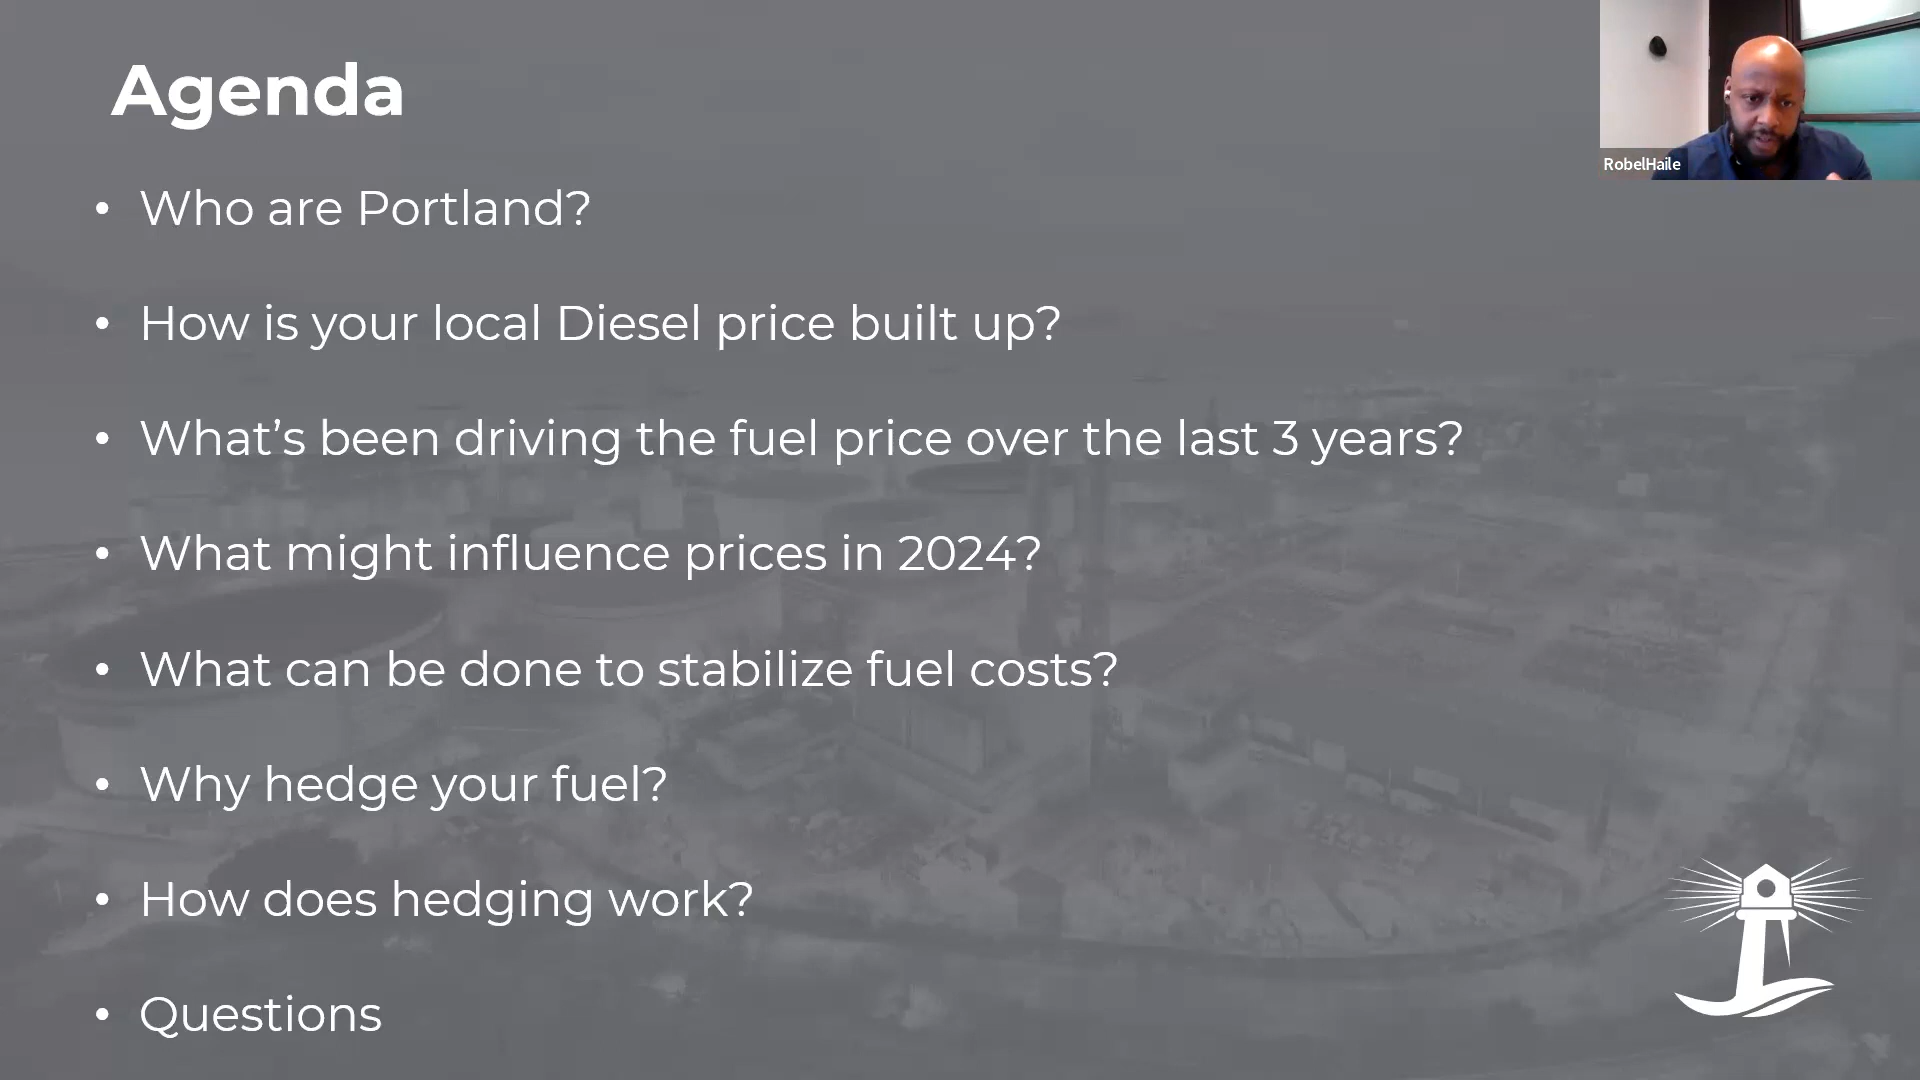 Agenda
RobelHaile
• Who are Portland?
• How is your local Diesel price built up?
• What’s been driving the fuel price over the last 3 years?
• What might influence prices in 2024?
• What can be done to stabilize fuel costs?
• Why hedge your fuel?
• How does hedging work?
• Questions